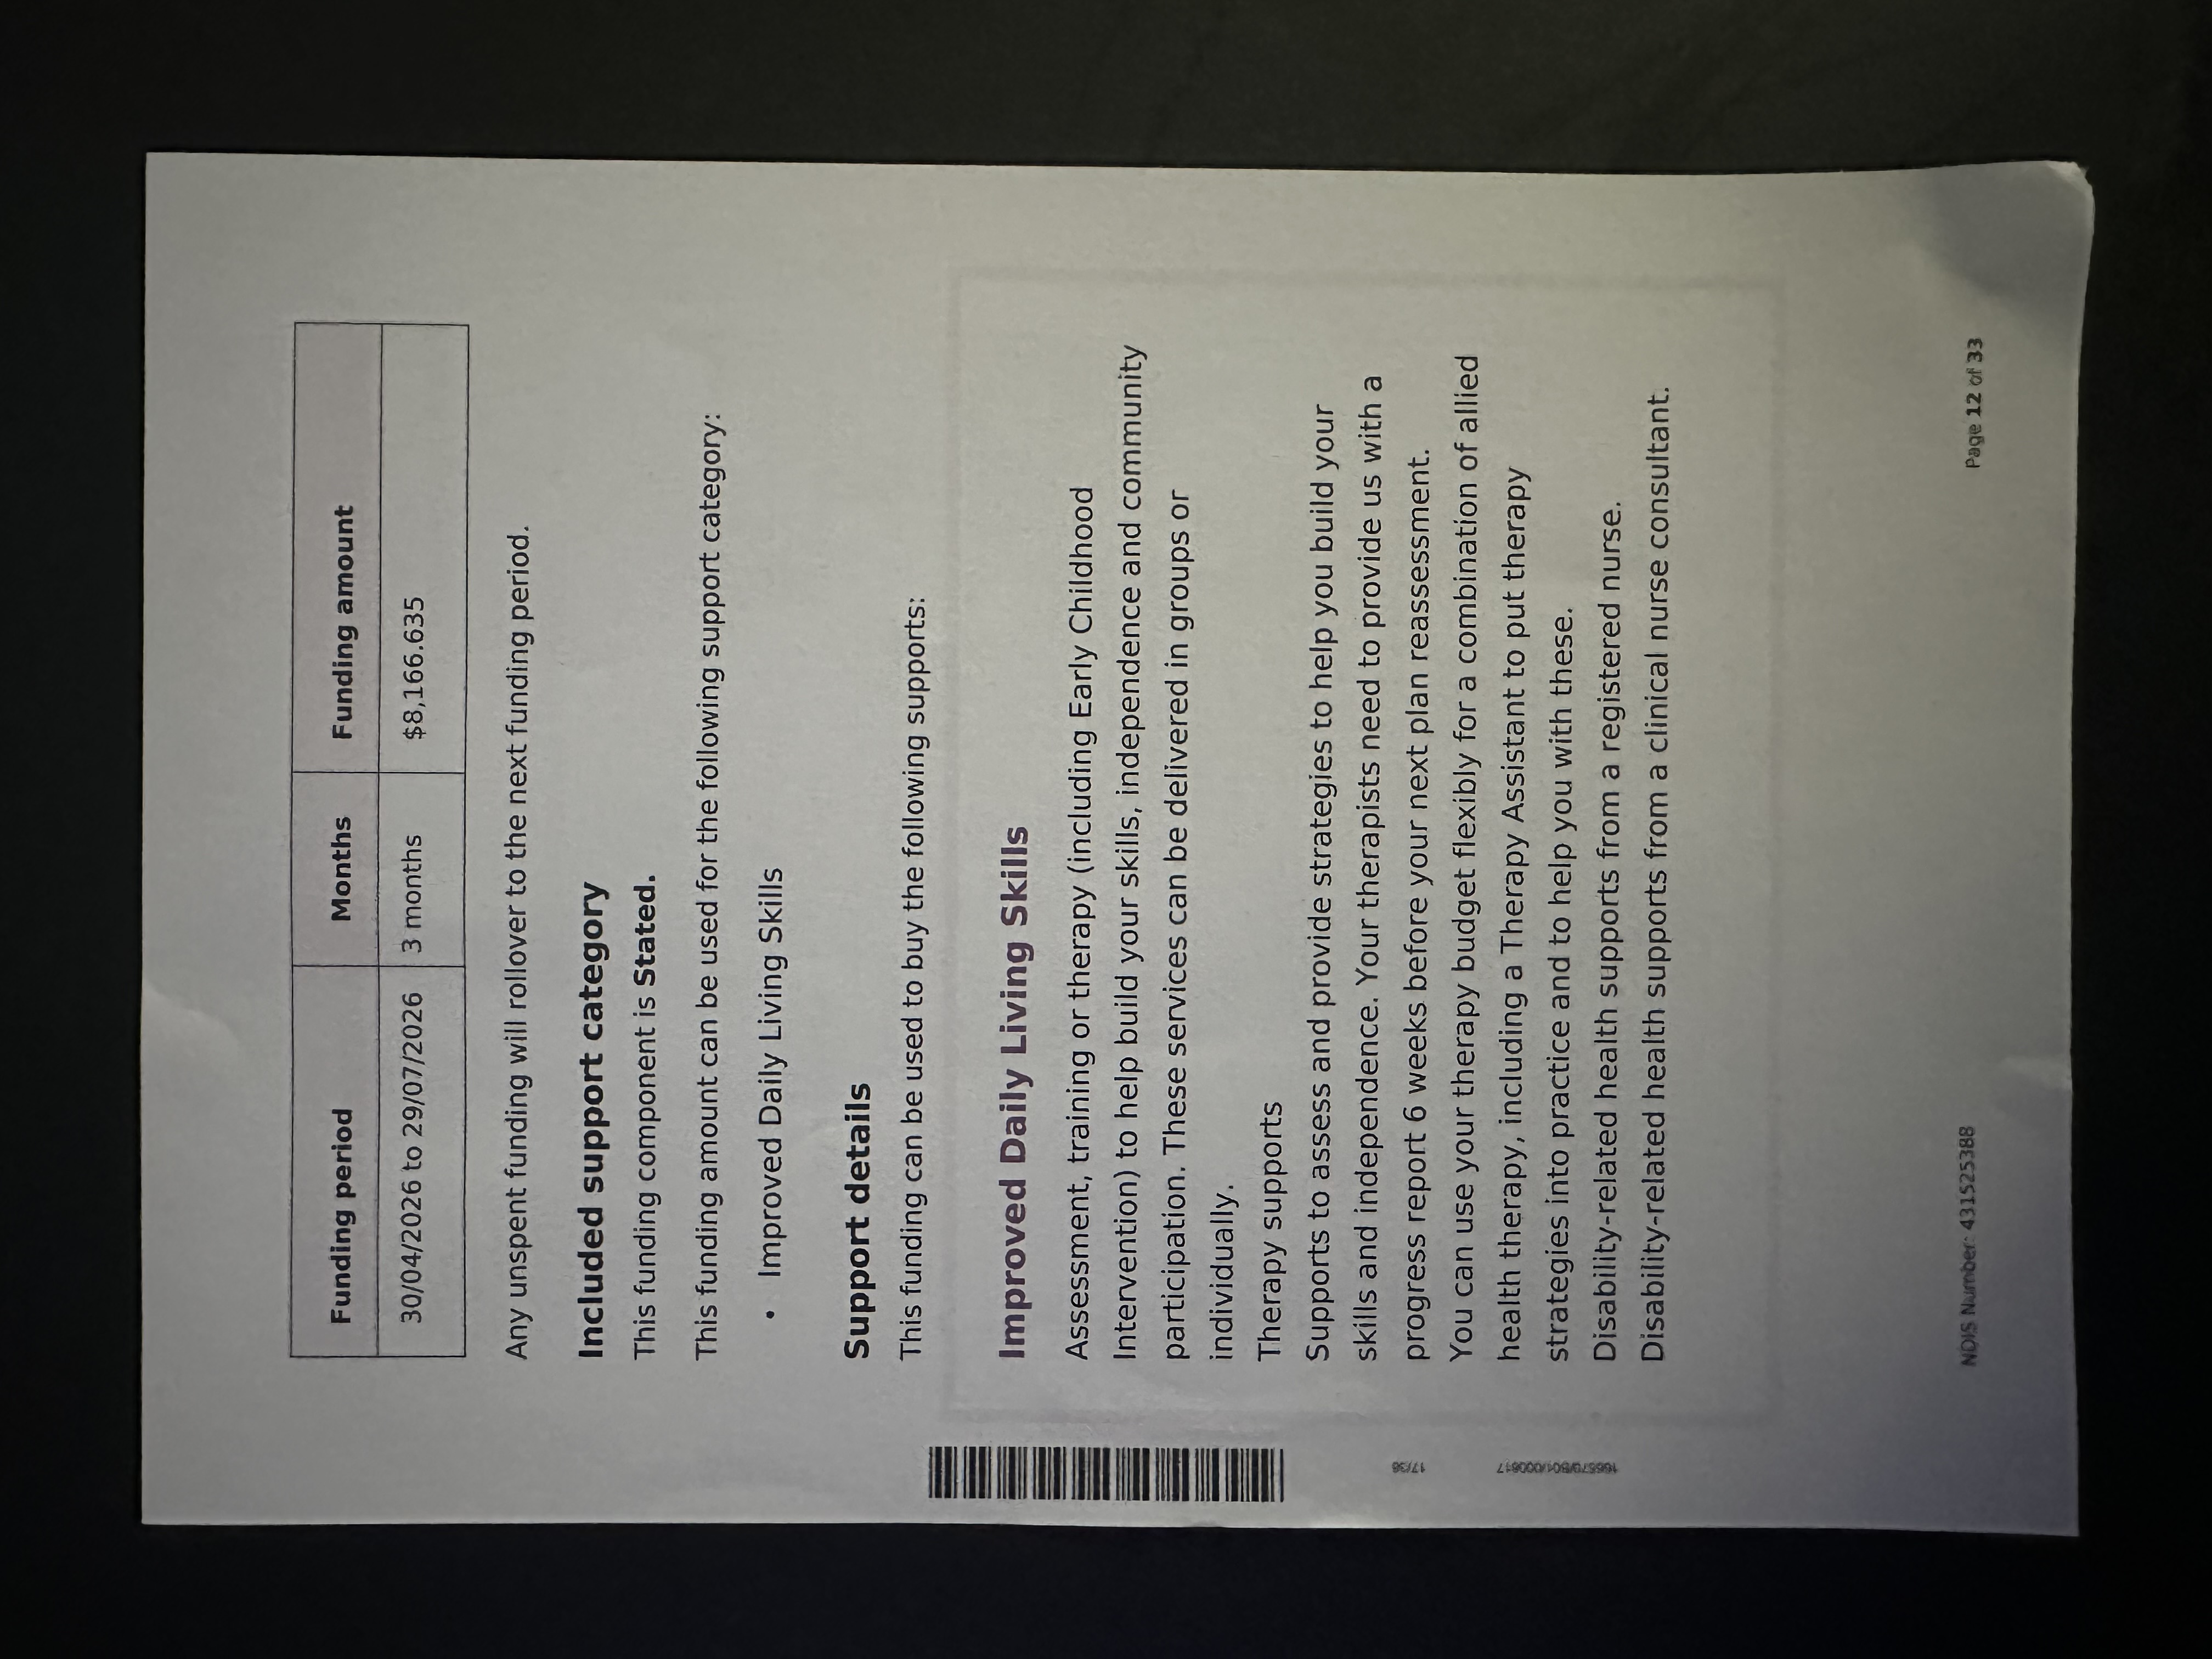 Funding period Months Funding amount
30/04/2026 to 29/07/2026 3 months $8,166.635
Any unspent funding will rollover to the next funding period.
Included support category
This funding component is Stated.
This funding amount can be used for the following support category:
• Improved Daily Living Skills
Support details
This funding can be used to buy the following supports:
Improved Daily Living Skills
Assessment, training or therapy (including Early Childhood
Intervention) to help build your skills, independence and community
participation. These services can be delivered in groups or
individually.
Therapy supports
Supports to assess and provide strategies to help you build your
skills and independence. Your therapists need to provide us with a
progress report 6 weeks before your next plan reassessment.
You can use your therapy budget flexibly for a combination of allied
health therapy, including a Therapy Assistant to put therapy
strategies into practice and to help you with these.
Disability-related health supports from a registered nurse.
Disability-related health supports from a clinical nurse consultant.
17/36
NDIS Number: 431525388
Page 12 of 33